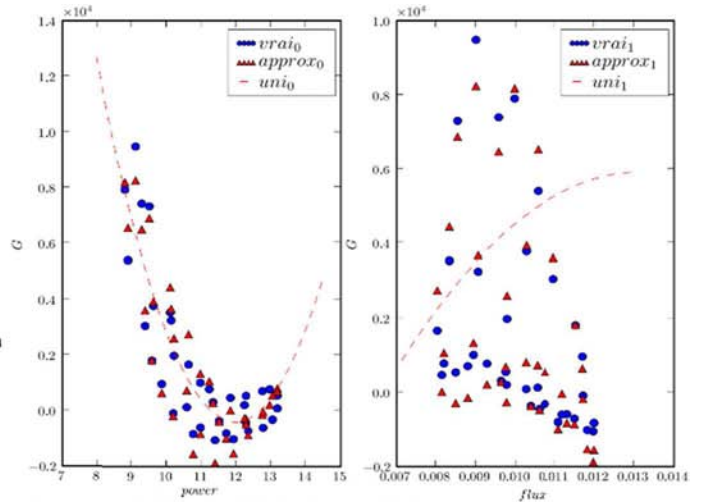 ×10⁴ ×10⁴
1.4 1.0
vrai₀ vrai₁
approx₀ approx₁
uni₀ uni₁
1.2
0.8
1.0
0.8 0.6
0.6
G G 0.4
0.4
0.2
0.2
0.0 0.0
−0.2 −0.2
7 8 9 10 11 12 13 14 15 0.007 0.008 0.009 0.010 0.011 0.012 0.013 0.014
power flux